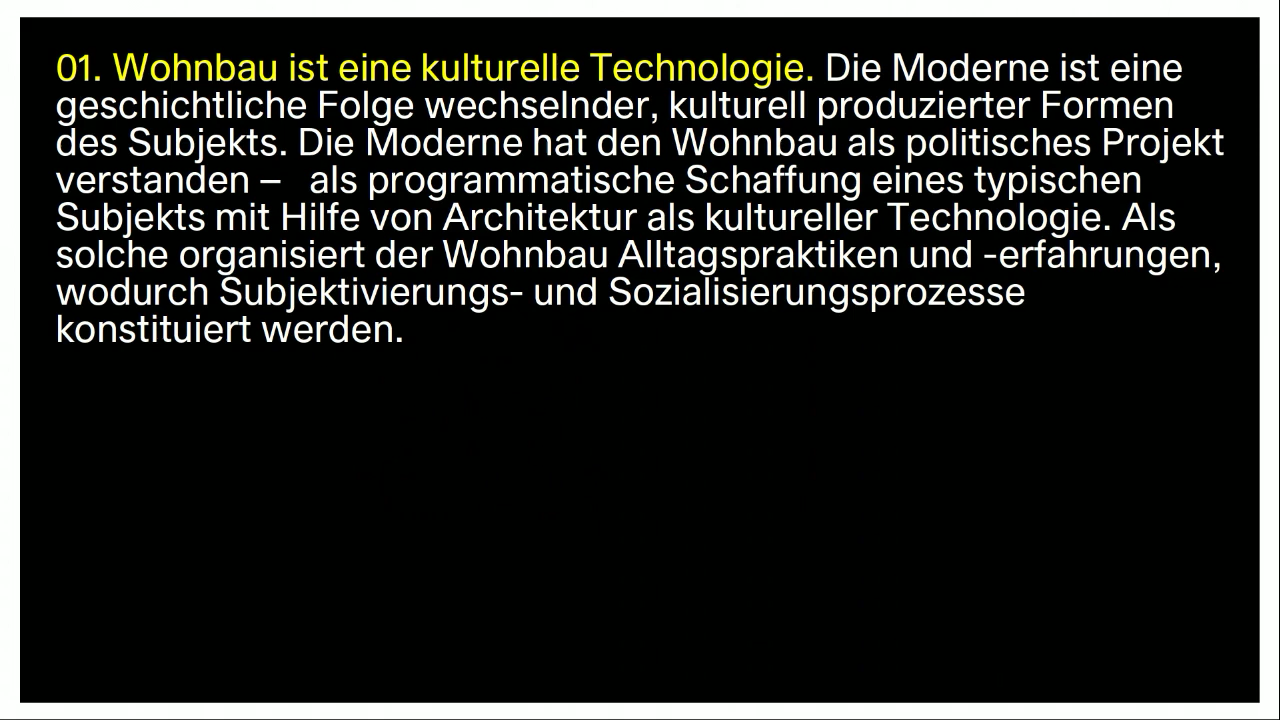 01. Wohnbau ist eine kulturelle Technologie. Die Moderne ist eine
geschichtliche Folge wechselnder, kulturell produzierter Formen
des Subjekts. Die Moderne hat den Wohnbau als politisches Projekt
verstanden –   als programmatische Schaffung eines typischen
Subjekts mit Hilfe von Architektur als kultureller Technologie. Als
solche organisiert der Wohnbau Alltagspraktiken und -erfahrungen,
wodurch Subjektivierungs- und Sozialisierungsprozesse
konstituiert werden.